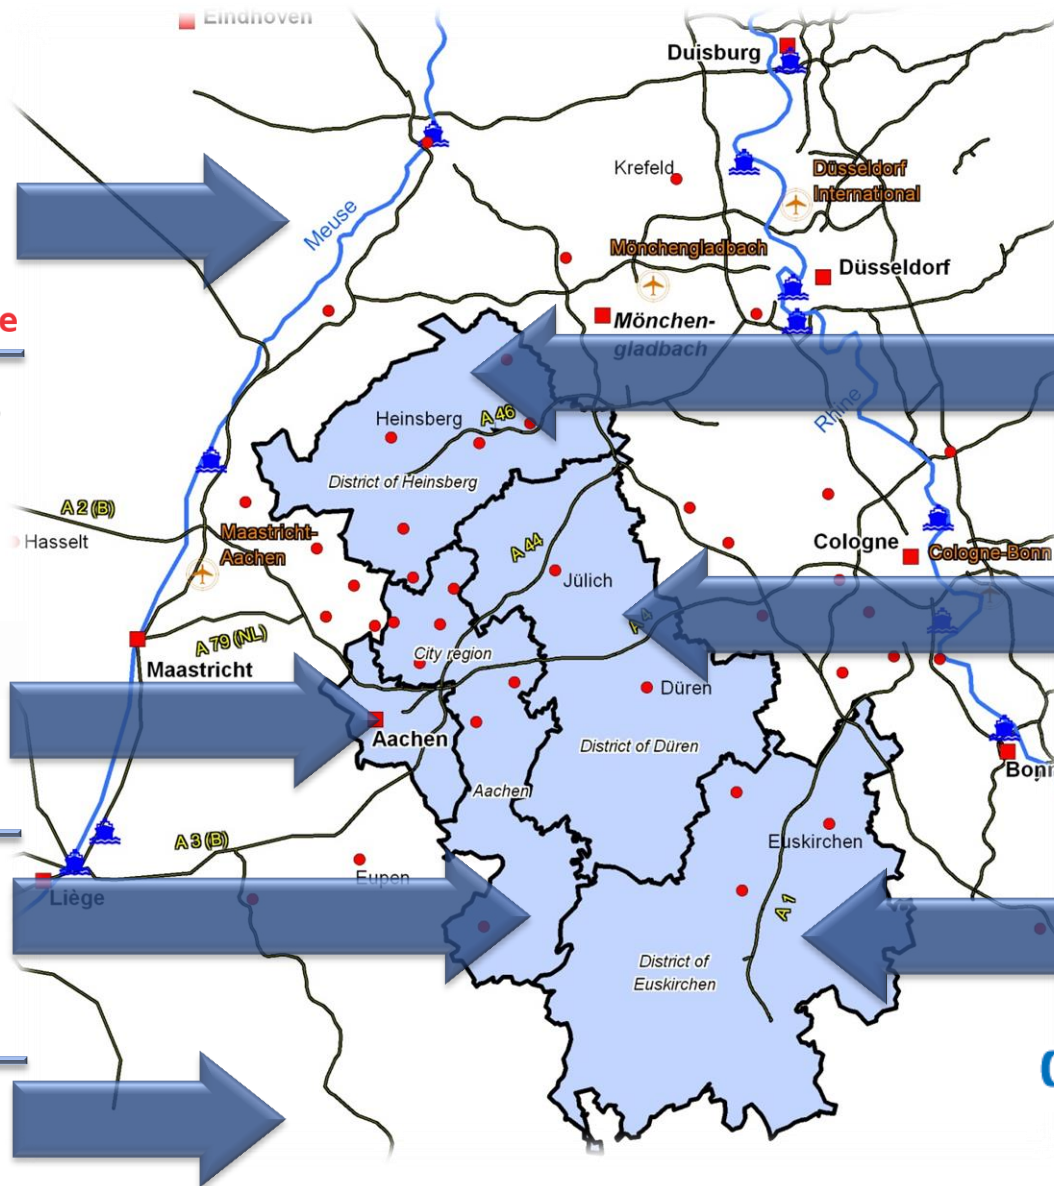 Eindhoven
Duisburg
Krefeld
Düsseldorf
International
Meuse
Mönchengladbach
Düsseldorf
e
Mönchen-
gladbach
Rhine
Heinsberg
A 46
District of Heinsberg
A 2 (B)
Hasselt
Maastricht-
Aachen
A 44
Cologne
Cologne-Bonn
Jülich
A 4
A 79 (NL)
City region
Maastricht
Düren
Aachen
District of Düren
Bonn
Aachen
A 3 (B)
Euskirchen
Eupen
Liège
A 1
District of
Euskirchen